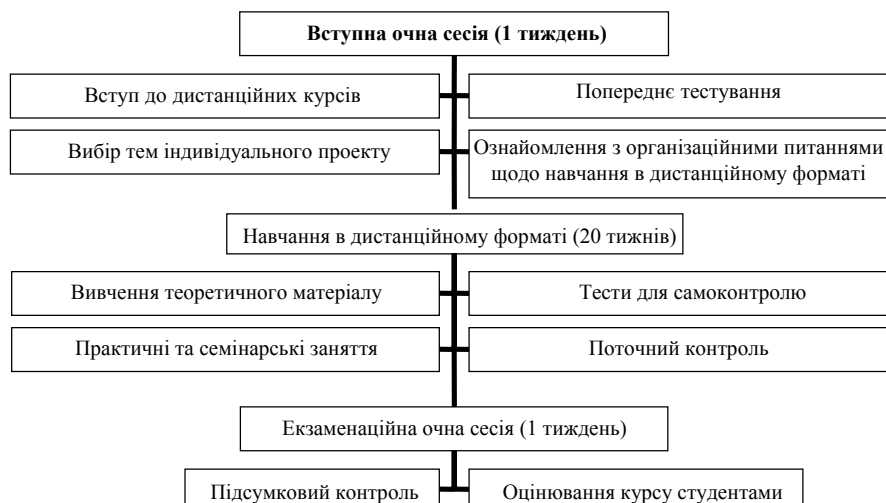 Вступна очна сесія (1 тиждень)
Вступ до дистанційних курсів
Попереднє тестування
Вибір тем індивідуального проекту
Ознайомлення з організаційними питаннями
щодо навчання в дистанційному форматі
Навчання в дистанційному форматі (20 тижнів)
Вивчення теоретичного матеріалу
Тести для самоконтролю
Практичні та семінарські заняття
Поточний контроль
Екзаменаційна очна сесія (1 тиждень)
Підсумковий контроль
Оцінювання курсу студентами